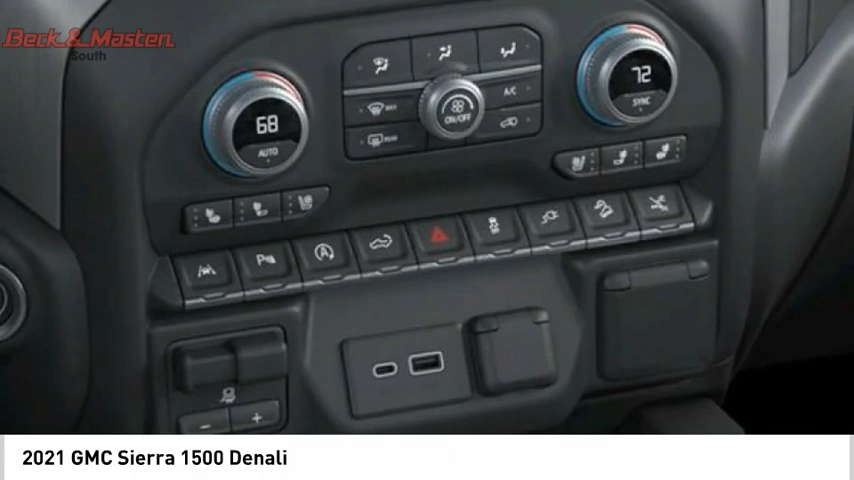 Beck & Masten
South
68
AUTO
ON/OFF
A/C
72
SYNC
2021 GMC Sierra 1500 Denali